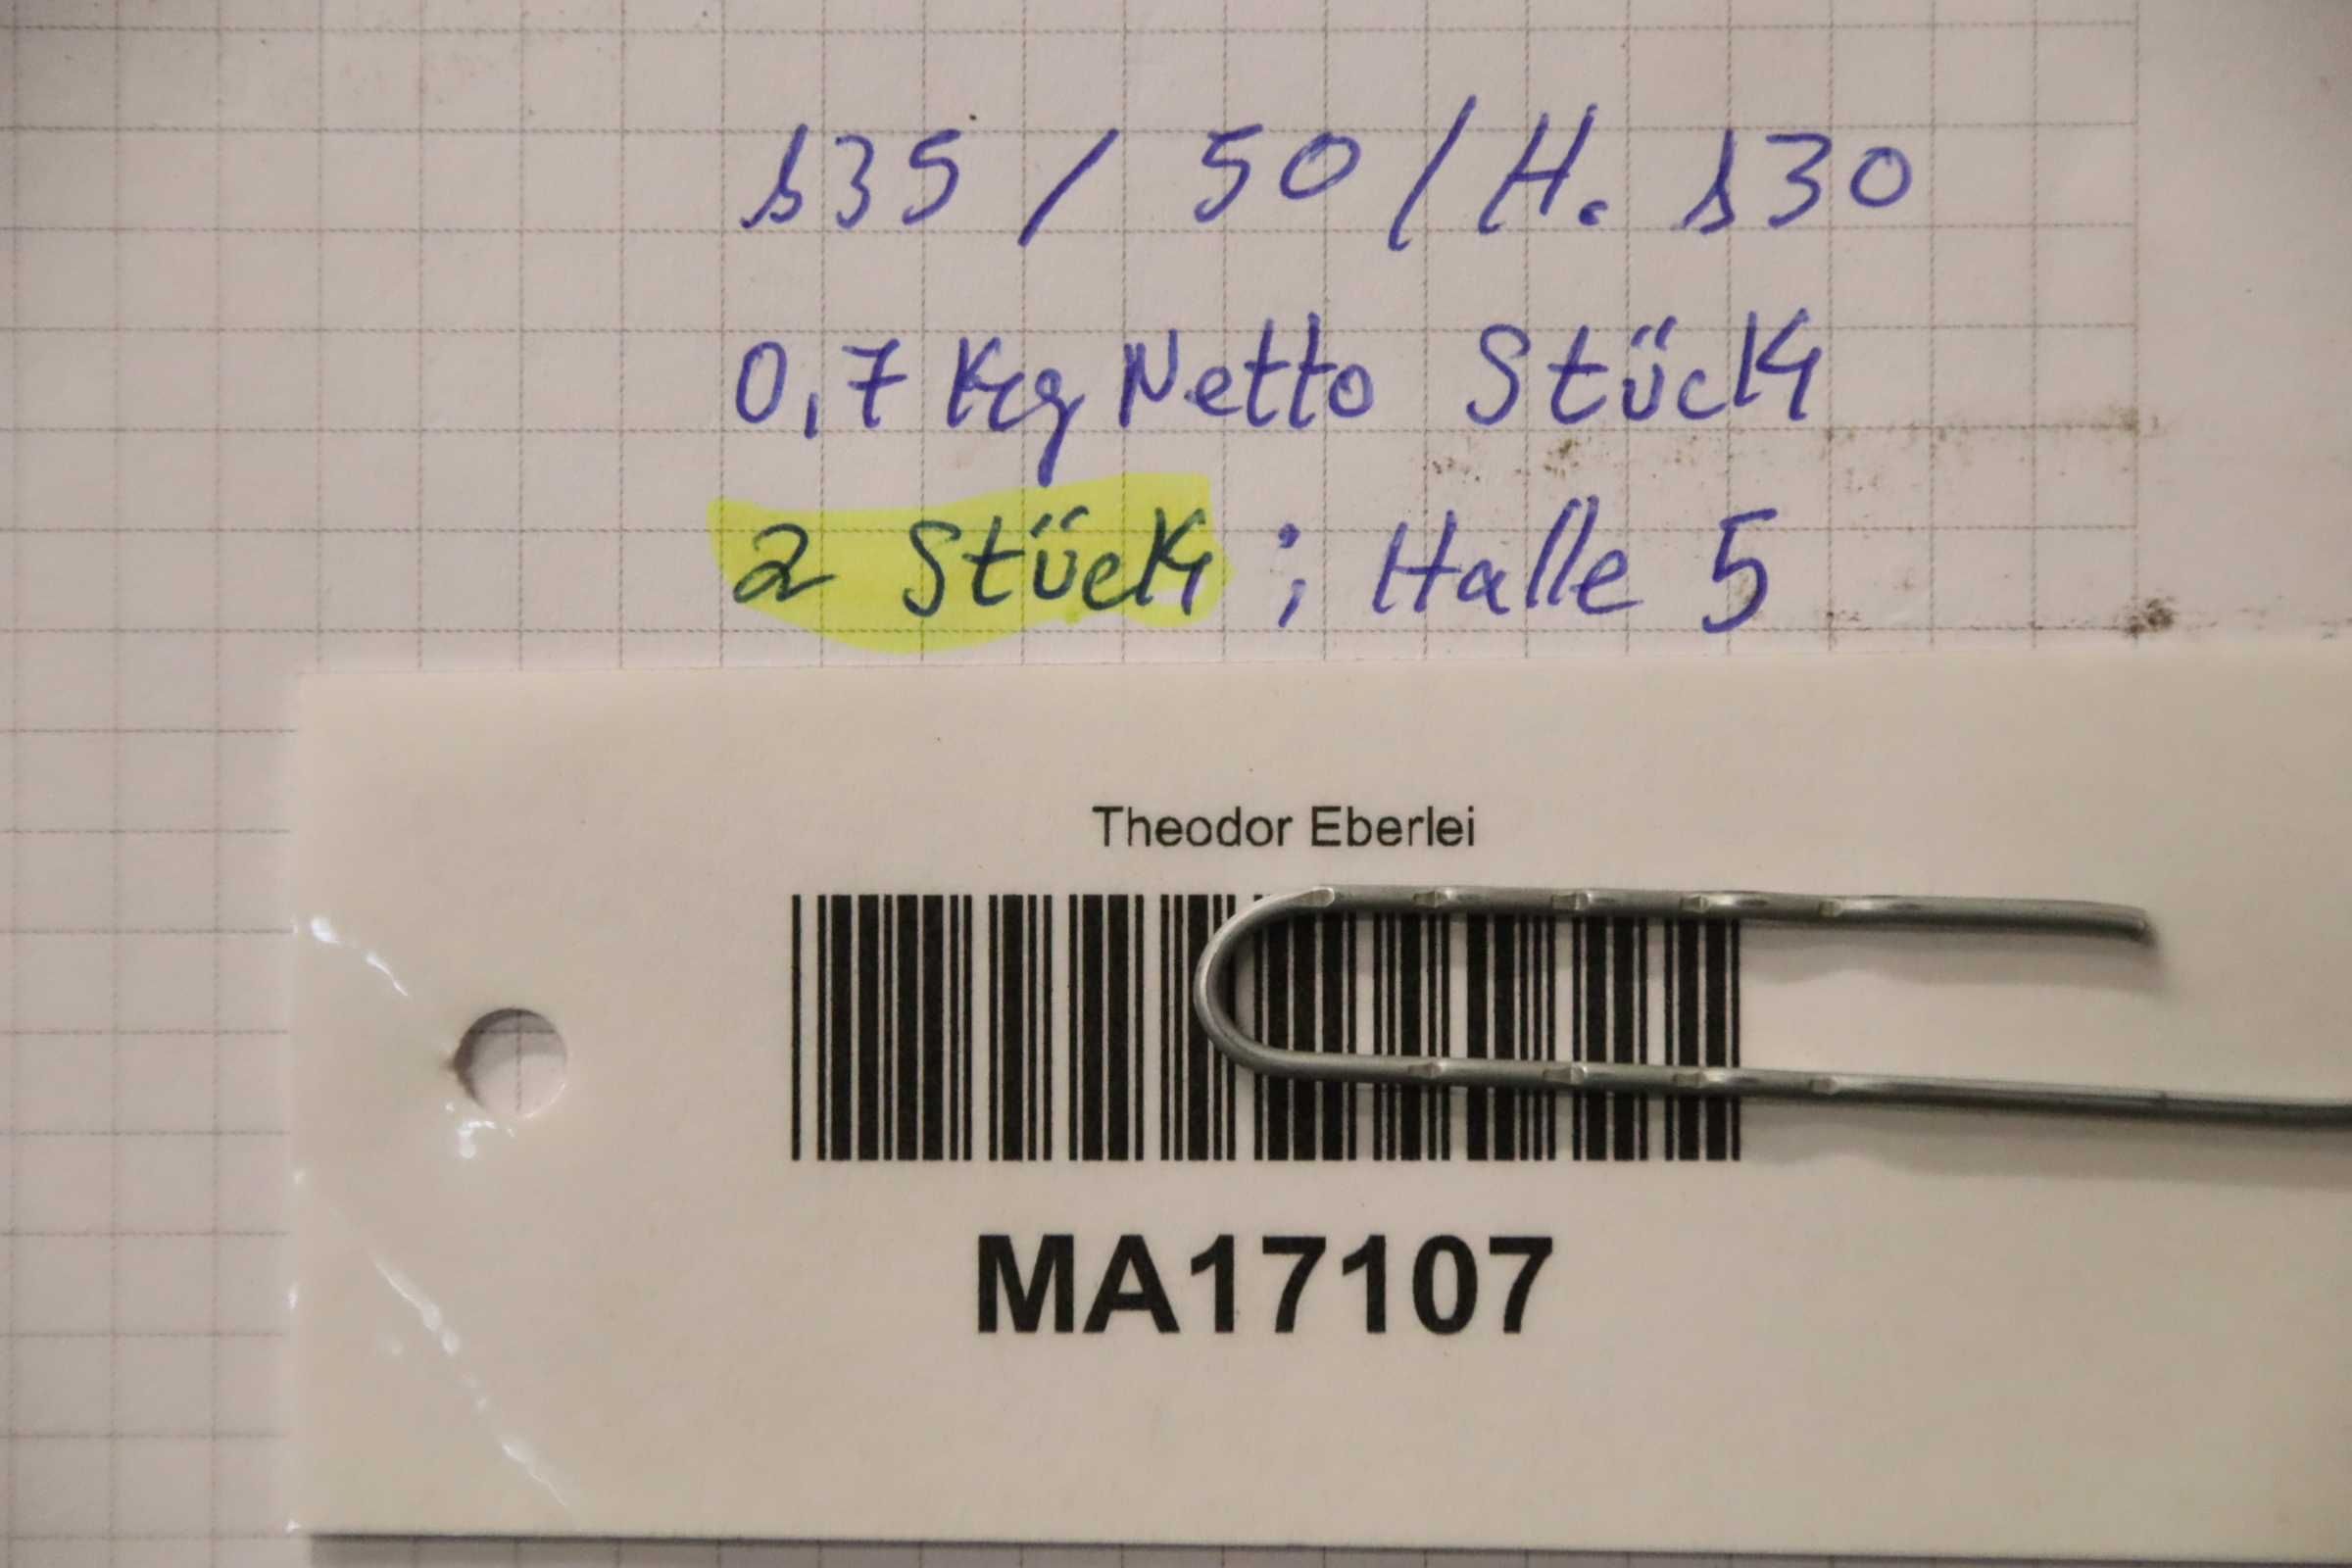 135 / 50 / H. 130
0,7 Kg Netto Stück
2 Stück ; Halle 5
Theodor Eberlei
MA17107